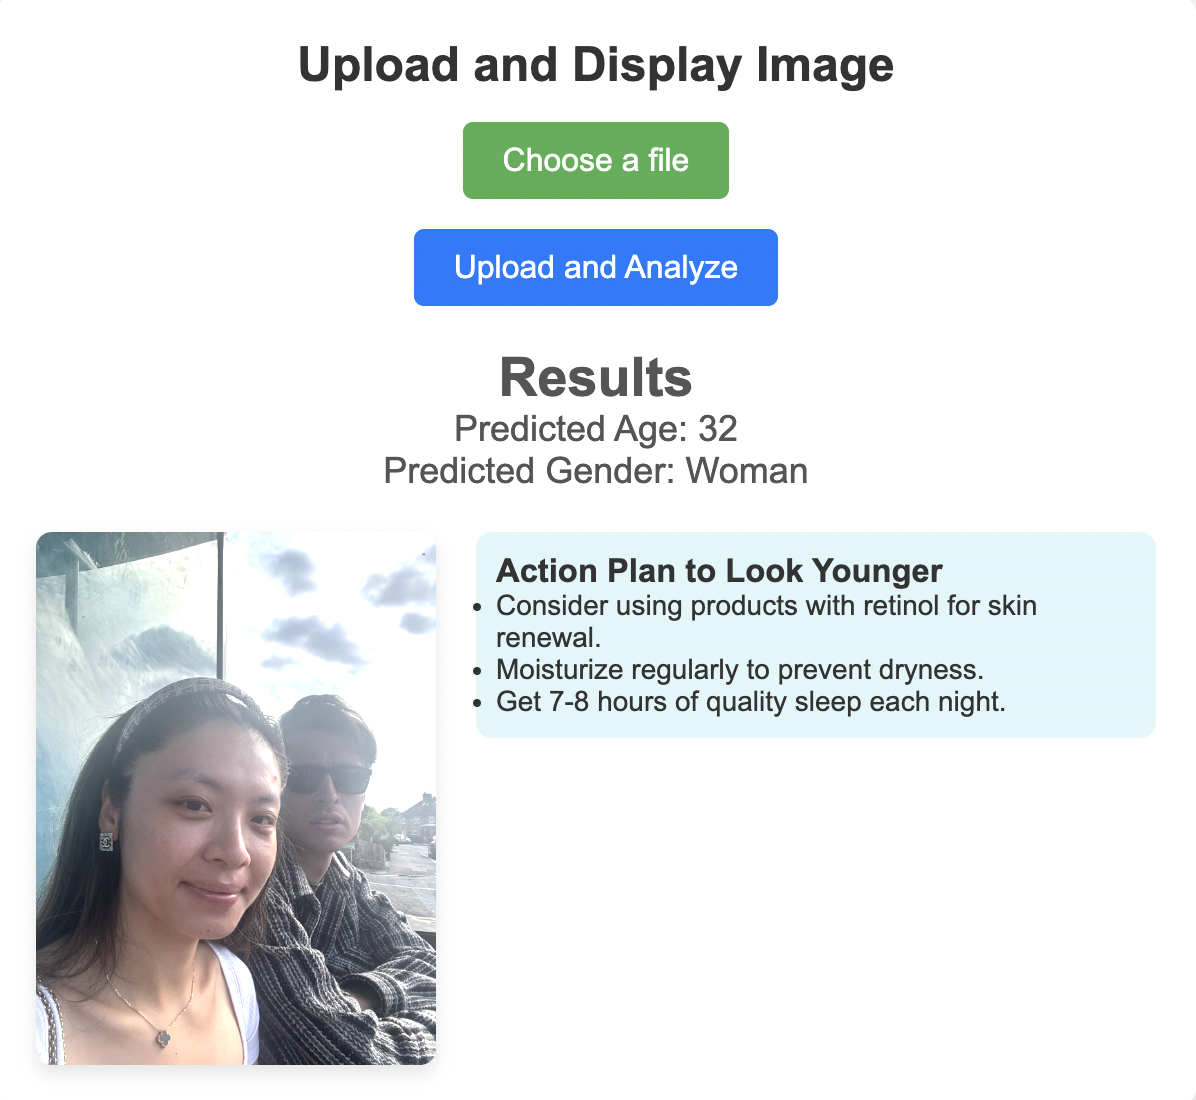 Upload and Display Image
Choose a file
Upload and Analyze
Results
Predicted Age: 32
Predicted Gender: Woman
Action Plan to Look Younger
• Consider using products with retinol for skin
renewal.
• Moisturize regularly to prevent dryness.
• Get 7-8 hours of quality sleep each night.